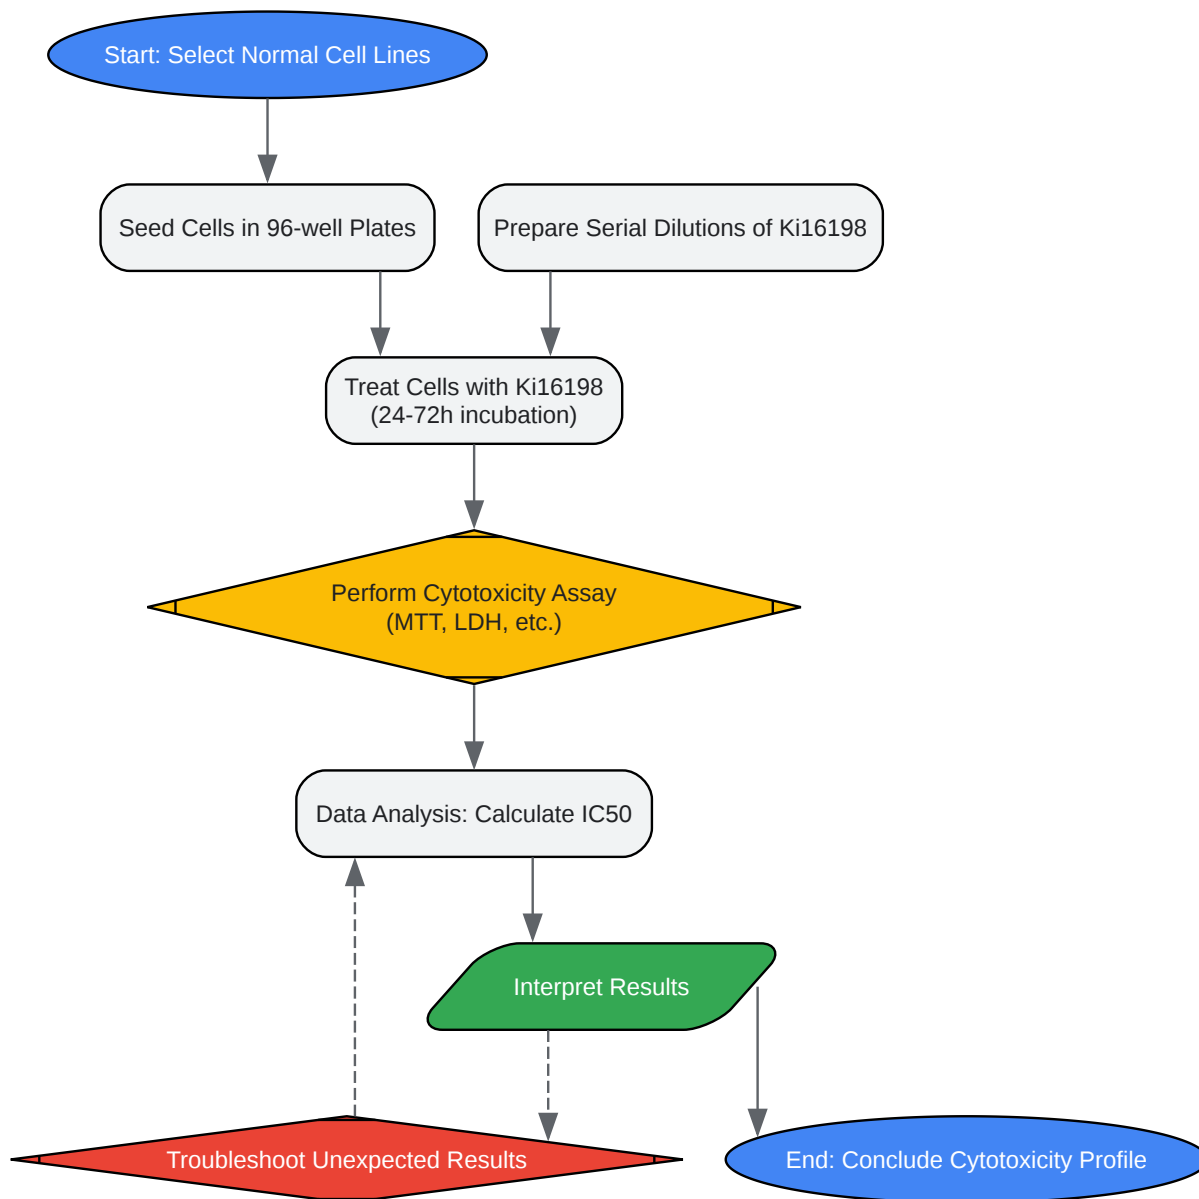 Start: Select Normal Cell Lines
Seed Cells in 96-well Plates
Prepare Serial Dilutions of Ki16198
Treat Cells with Ki16198
(24-72h incubation)
Perform Cytotoxicity Assay
(MTT, LDH, etc.)
Data Analysis: Calculate IC50
Interpret Results
Troubleshoot Unexpected Results
End: Conclude Cytotoxicity Profile